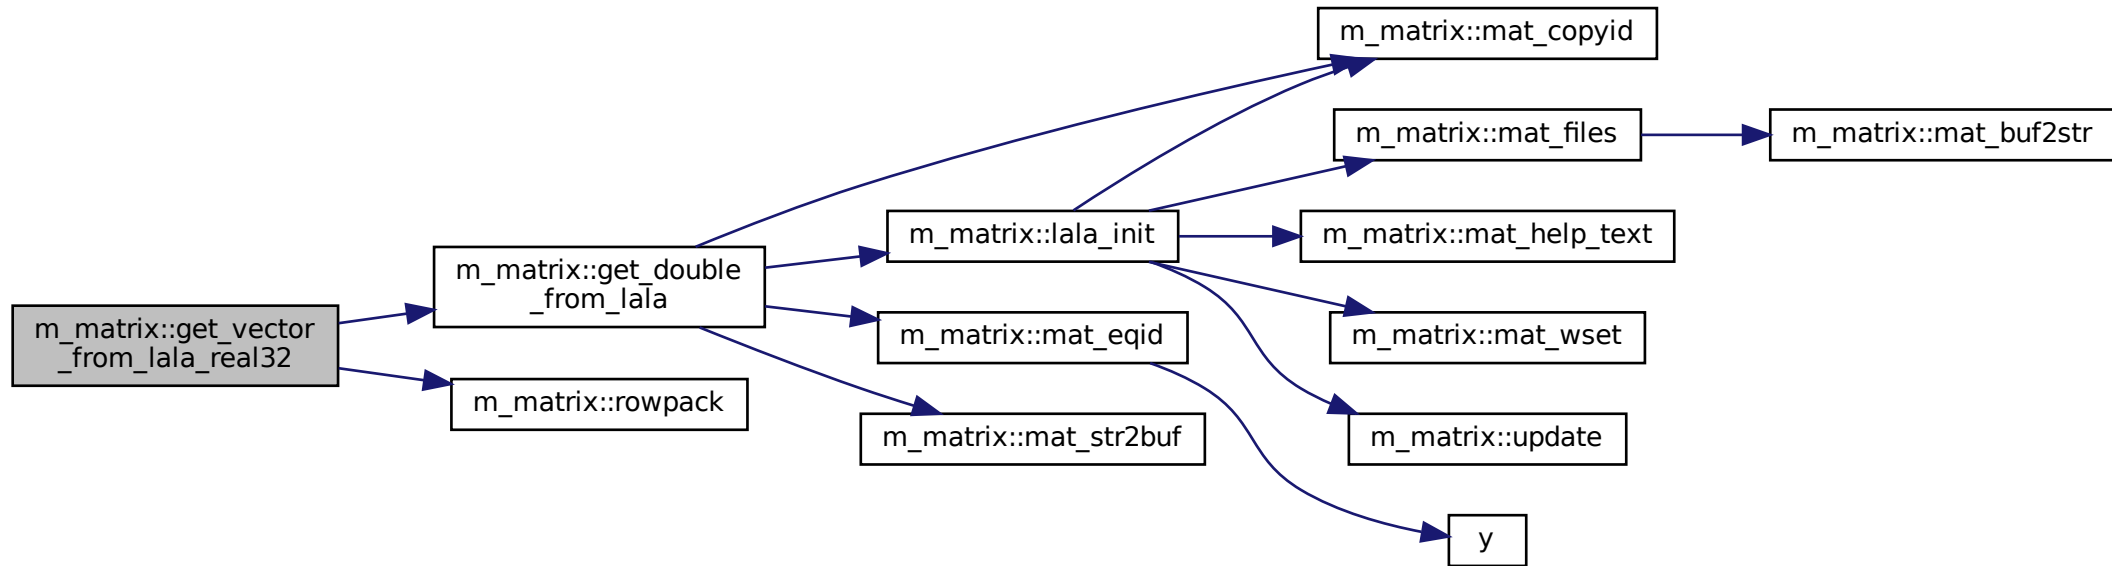 m_matrix::get_vector
_from_lala_real32
m_matrix::get_double
_from_lala
m_matrix::rowpack
m_matrix::lala_init
m_matrix::mat_eqid
m_matrix::mat_str2buf
m_matrix::mat_copyid
m_matrix::mat_files
m_matrix::mat_help_text
m_matrix::mat_wset
m_matrix::update
y
m_matrix::mat_buf2str